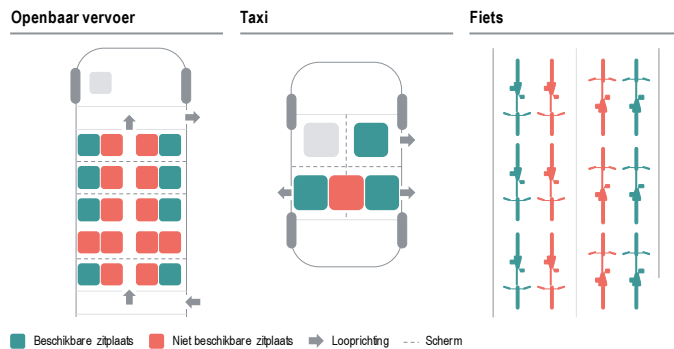 Openbaar vervoer
Taxi
Fiets
Beschikbare zitplaats
Niet beschikbare zitplaats
Looprichting
Scherm